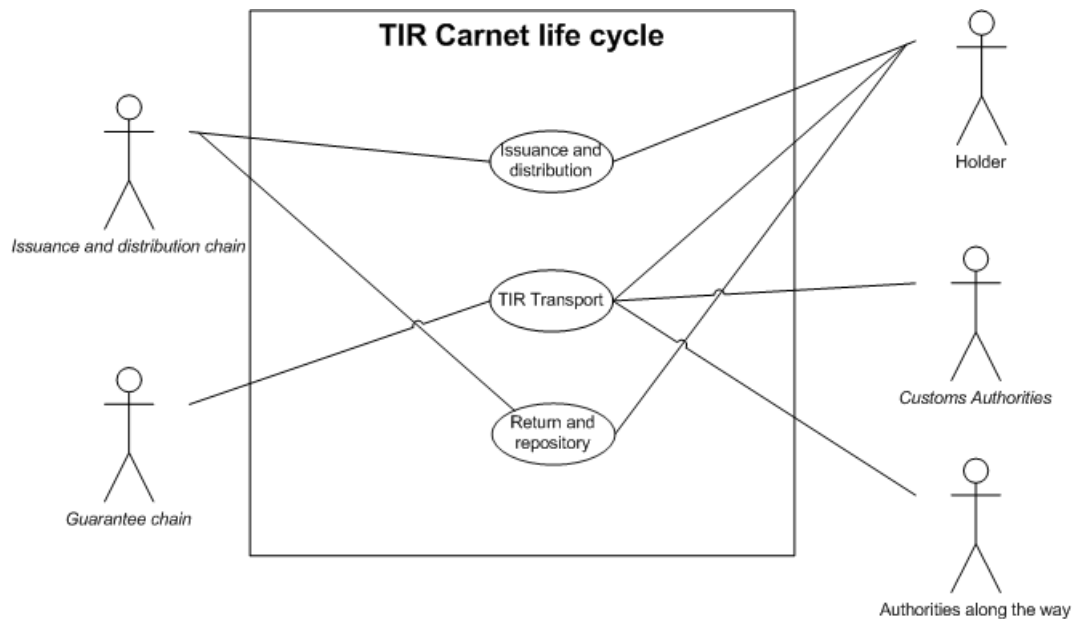 TIR Carnet life cycle
Issuance and
distribution
Holder
Issuance and distribution chain
TIR Transport
Customs Authorities
Return and
repository
Guarantee chain
Authorities along the way